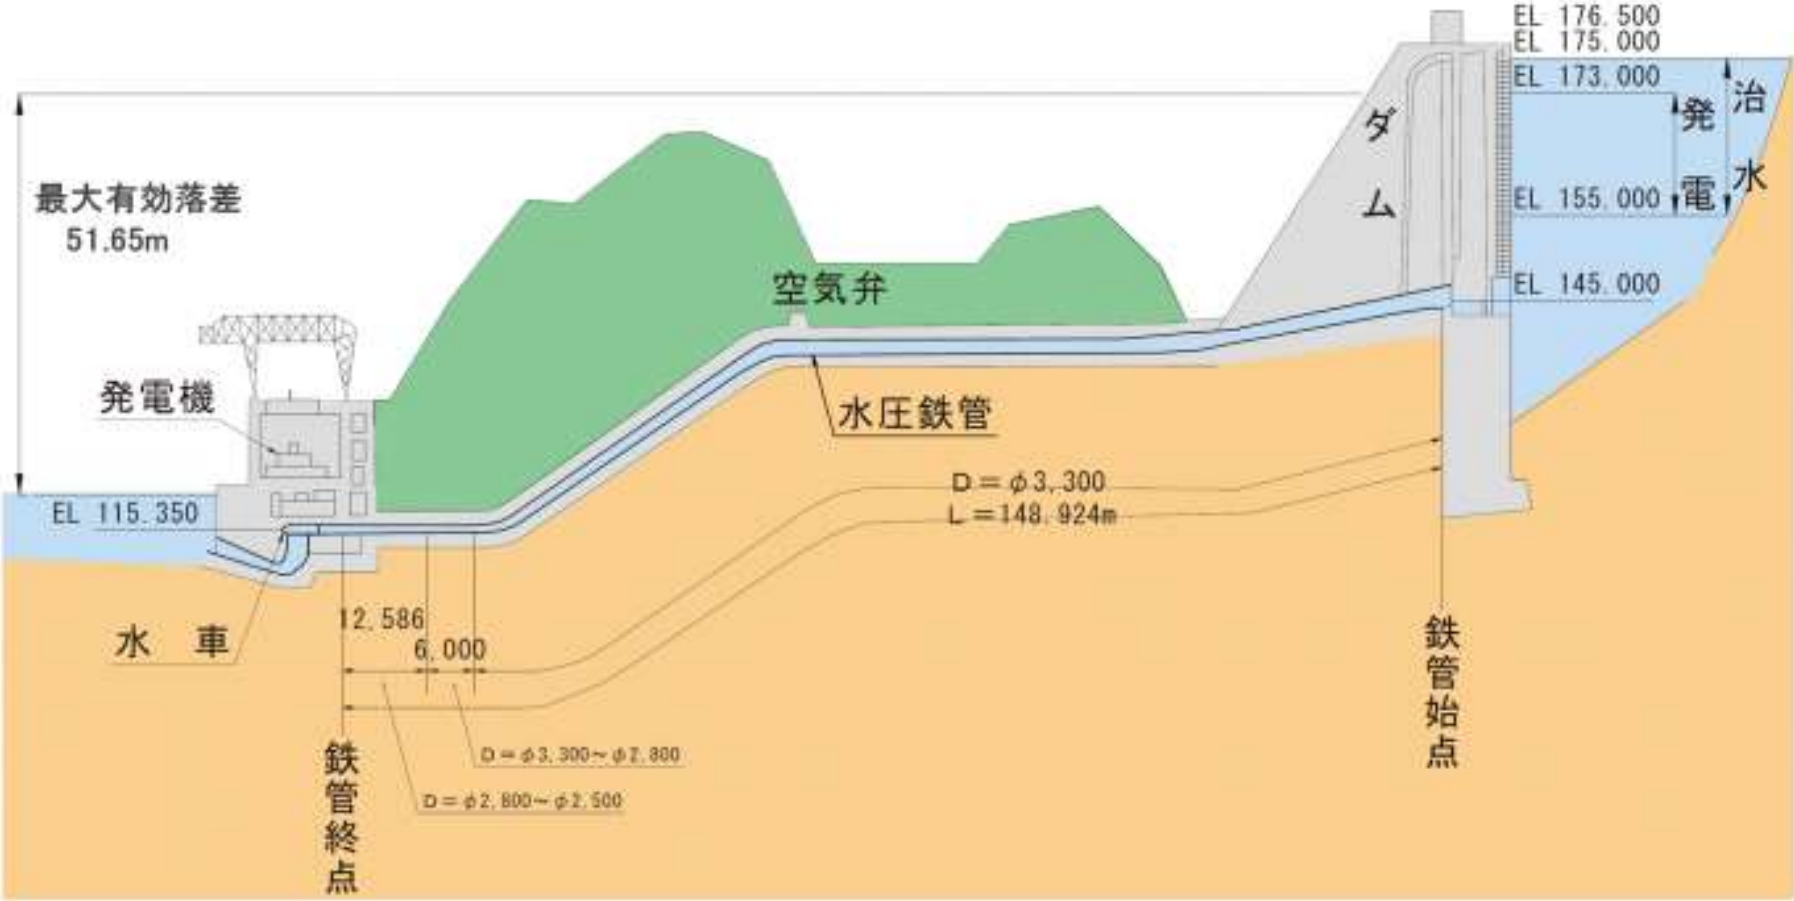 EL 176.500
EL 175.000
EL 173.000
治水
発電
ダム
最大有効落差
51.65m
EL 155.000
空気弁
EL 145.000
発電機
水圧鉄管
D=φ3,300
L=148.924m
EL 115.350
12.586
6.000
水 車
鉄管始点
D=φ3,300～φ2,800
鉄管終点
D=φ2,800～φ2,500